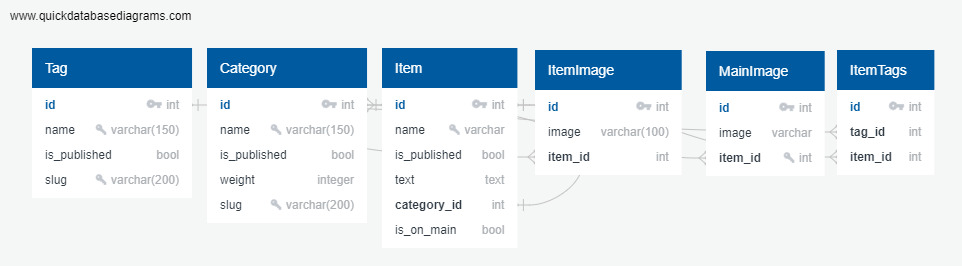 www.quickdatabasediagrams.com
Tag
id int
name varchar(150)
is_published bool
slug varchar(200)
Category
id int
name varchar(150)
is_published bool
weight integer
slug varchar(200)
Item
id int
name varchar
is_published bool
text text
category_id int
is_on_main bool
ItemImage
id int
image varchar(100)
item_id int
MainImage
id int
image varchar
item_id int
ItemTags
id int
tag_id int
item_id int